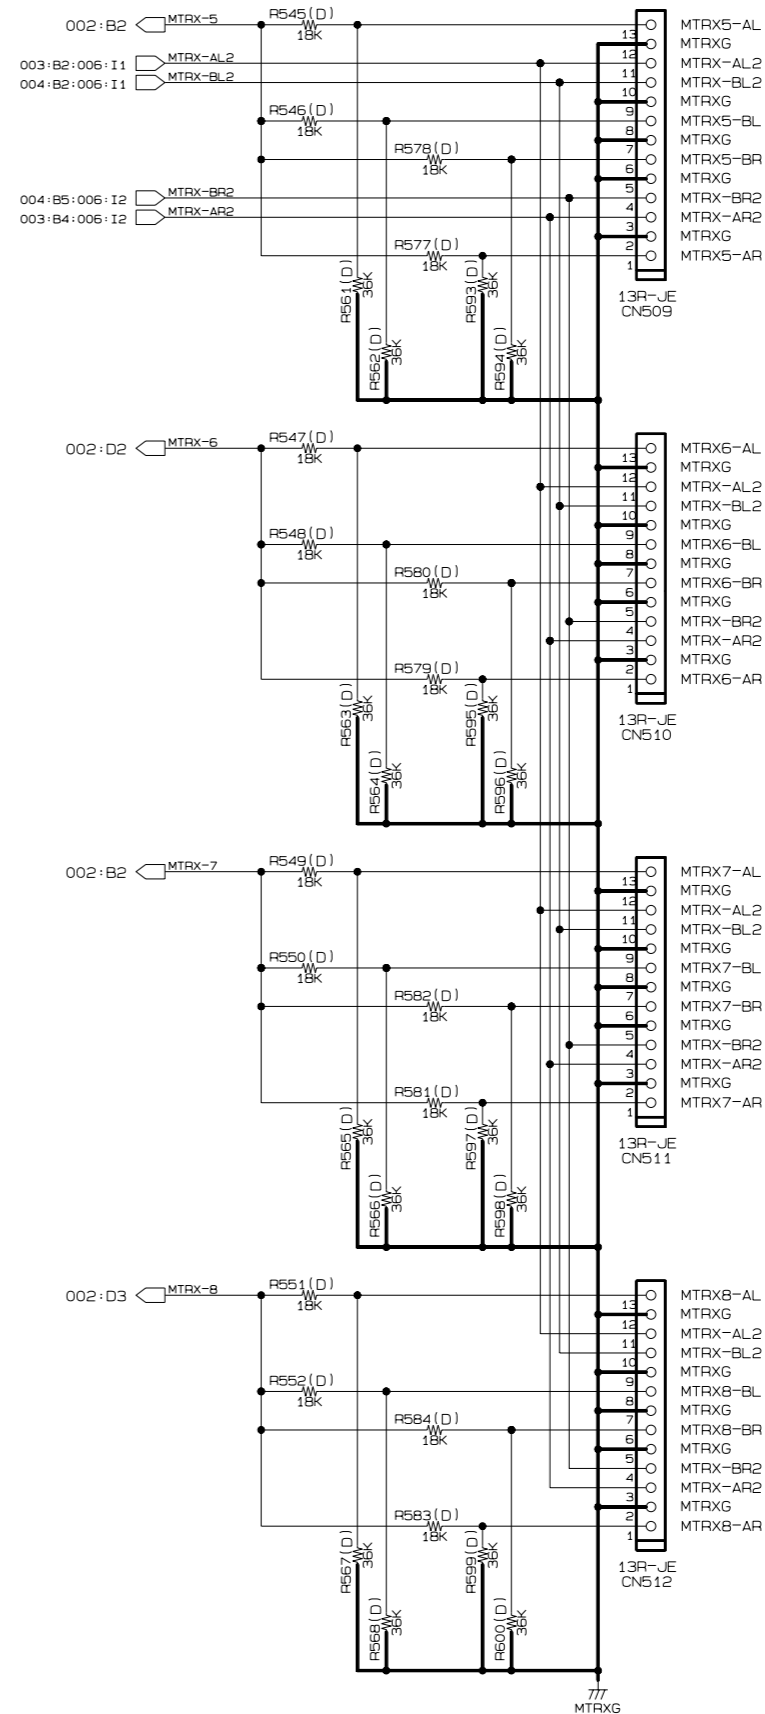 002:B2 MTRX-5 R545(D) MTRX5-AL
18K 13 MTRXG
003:B2:006:I1 MTRX-AL2 12 MTRX-AL2
004:B2:006:I1 MTRX-BL2 11 MTRX-BL2
10 MTRXG
R546(D) 9 MTRX5-BL
18K 8 MTRXG
R578(D) 7 MTRX5-BR
18K 6 MTRXG
004:B5:006:I2 MTRX-BR2 5 MTRX-BR2
003:B4:006:I2 MTRX-AR2 4 MTRX-AR2
3 MTRXG
R577(D) 2 MTRX5-AR
18K 1
R561(D) 36K R593(D) 36K 13R-JE
CN509
R562(D) 36K R594(D) 36K
002:D2 MTRX-6 R547(D) MTRX6-AL
18K 13 MTRXG
12 MTRX-AL2
11 MTRX-BL2
10 MTRXG
R548(D) 9 MTRX6-BL
18K 8 MTRXG
R580(D) 7 MTRX6-BR
18K 6 MTRXG
5 MTRX-BR2
4 MTRX-AR2
3 MTRXG
R579(D) 2 MTRX6-AR
18K 1
R563(D) 36K R595(D) 36K 13R-JE
CN510
R564(D) 36K R596(D) 36K
002:B2 MTRX-7 R549(D) MTRX7-AL
18K 13 MTRXG
12 MTRX-AL2
11 MTRX-BL2
10 MTRXG
R550(D) 9 MTRX7-BL
18K 8 MTRXG
R582(D) 7 MTRX7-BR
18K 6 MTRXG
5 MTRX-BR2
4 MTRX-AR2
3 MTRXG
R581(D) 2 MTRX7-AR
18K 1
R565(D) 36K R597(D) 36K 13R-JE
CN511
R566(D) 36K R598(D) 36K
002:D3 MTRX-8 R551(D) MTRX8-AL
18K 13 MTRXG
12 MTRX-AL2
11 MTRX-BL2
10 MTRXG
R552(D) 9 MTRX8-BL
18K 8 MTRXG
R584(D) 7 MTRX8-BR
18K 6 MTRXG
5 MTRX-BR2
4 MTRX-AR2
3 MTRXG
R583(D) 2 MTRX8-AR
18K 1
R567(D) 36K R599(D) 36K 13R-JE
CN512
R568(D) 36K R600(D) 36K
MTRXG